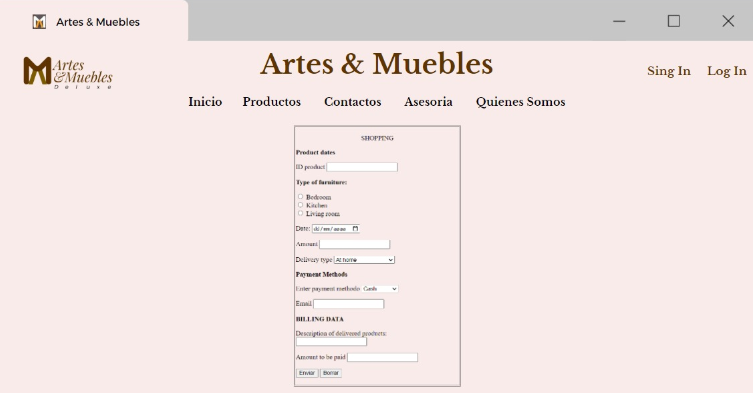 Artes & Muebles
Artes
&Muebles
Deluxe
Artes & Muebles
Sing In Log In
Inicio Productos Contactos Asesoria Quienes Somos
SHOPPING
Product dates
ID product
Type of furniture:
Bedroom
Kitchen
Living room
Date: dd/mm/aaaa
Amount
Delivery type At home
Payment Methods
Enter payment methods: Cash
Email
BILLING DATA
Description of delivered products:
Amount to be paid
Enviar Borrar